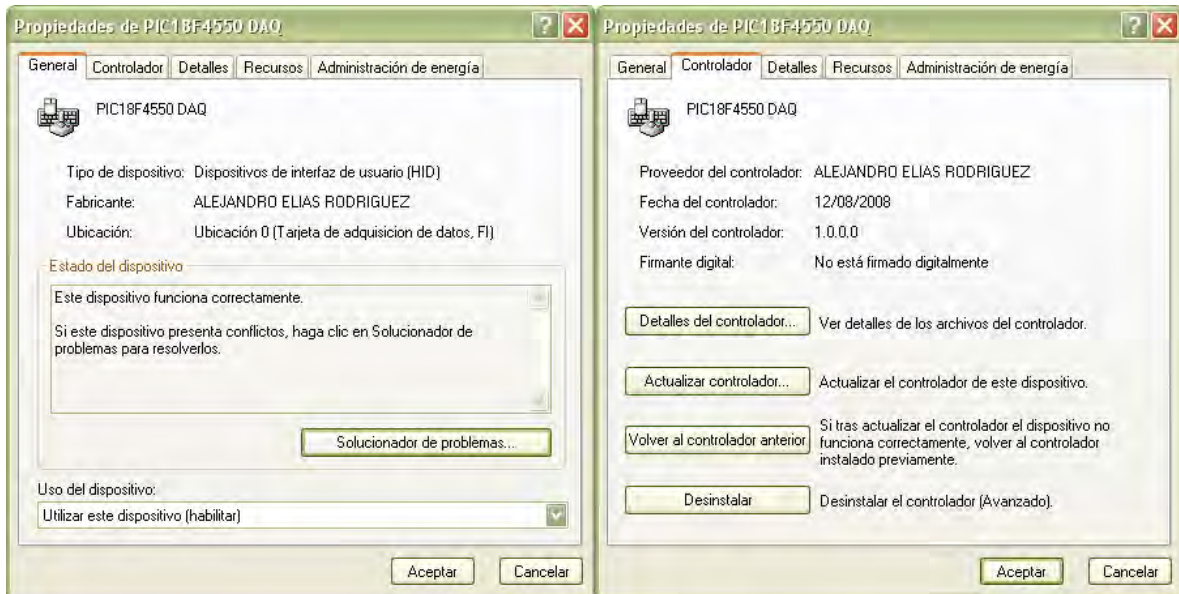 Propiedades de PIC18F4550 DAQ
General Controlador Detalles Recursos Administración de energía
PIC18F4550 DAQ
Tipo de dispositivo: Dispositivos de interfaz de usuario (HID)
Fabricante: ALEJANDRO ELIAS RODRIGUEZ
Ubicación: Ubicación 0 (Tarjeta de adquisicion de datos, FI)
Estado del dispositivo
Este dispositivo funciona correctamente.
Si este dispositivo presenta conflictos, haga clic en Solucionador de
problemas para resolverlos.
Solucionador de problemas...
Uso del dispositivo:
Utilizar este dispositivo (habilitar)
Aceptar Cancelar
Propiedades de PIC18F4550 DAQ
General Controlador Detalles Recursos Administración de energía
PIC18F4550 DAQ
Proveedor del controlador: ALEJANDRO ELIAS RODRIGUEZ
Fecha del controlador: 12/08/2008
Versión del controlador: 1.0.0.0
Firmante digital: No está firmado digitalmente
Detalles del controlador... Ver detalles de los archivos del controlador.
Actualizar controlador... Actualizar el controlador de este dispositivo.
Volver al controlador anterior Si tras actualizar el controlador el dispositivo no
funciona correctamente, volver al controlador
instalado previamente.
Desinstalar Desinstalar el controlador (Avanzado).
Aceptar Cancelar